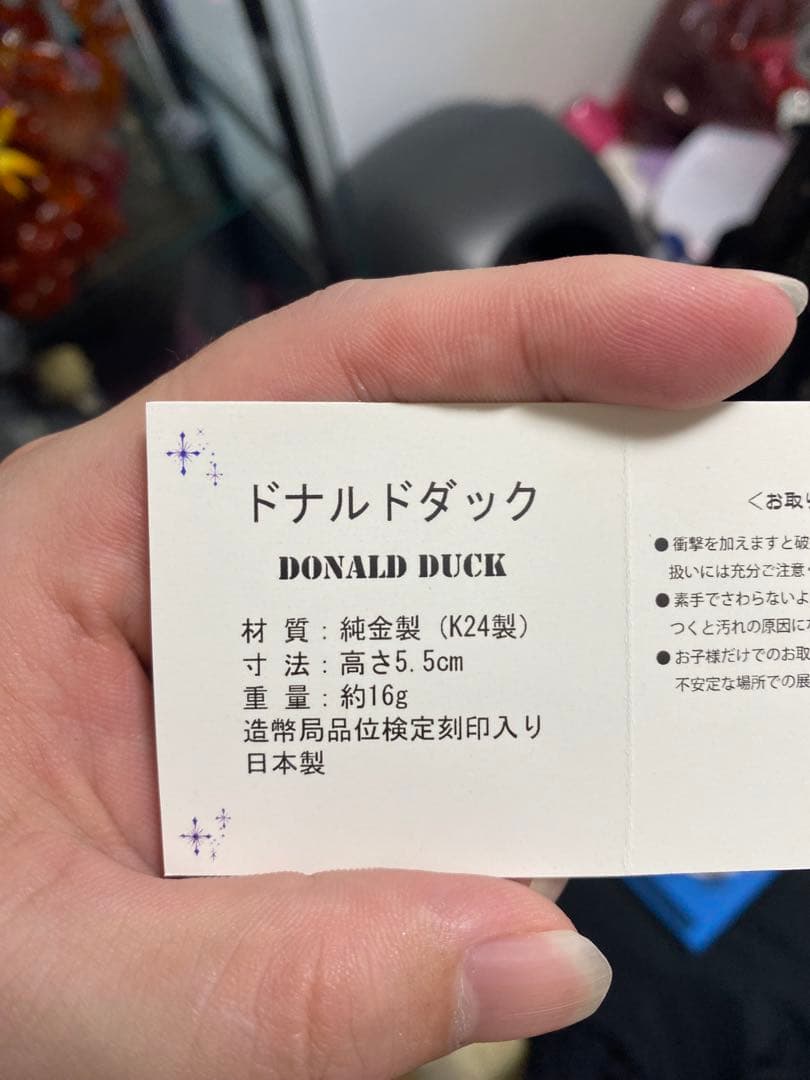 ドナルドダック
DONALD DUCK
材 質：純金製（K24製）
寸 法：高さ5.5cm
重 量：約16g
造幣局品位検定刻印入り
日本製
＜お取り
●衝撃を加えますと破
扱いには充分ご注意
●素手でさわらないよ
つくと汚れの原因に
●お子様だけでのお取
不安定な場所での展